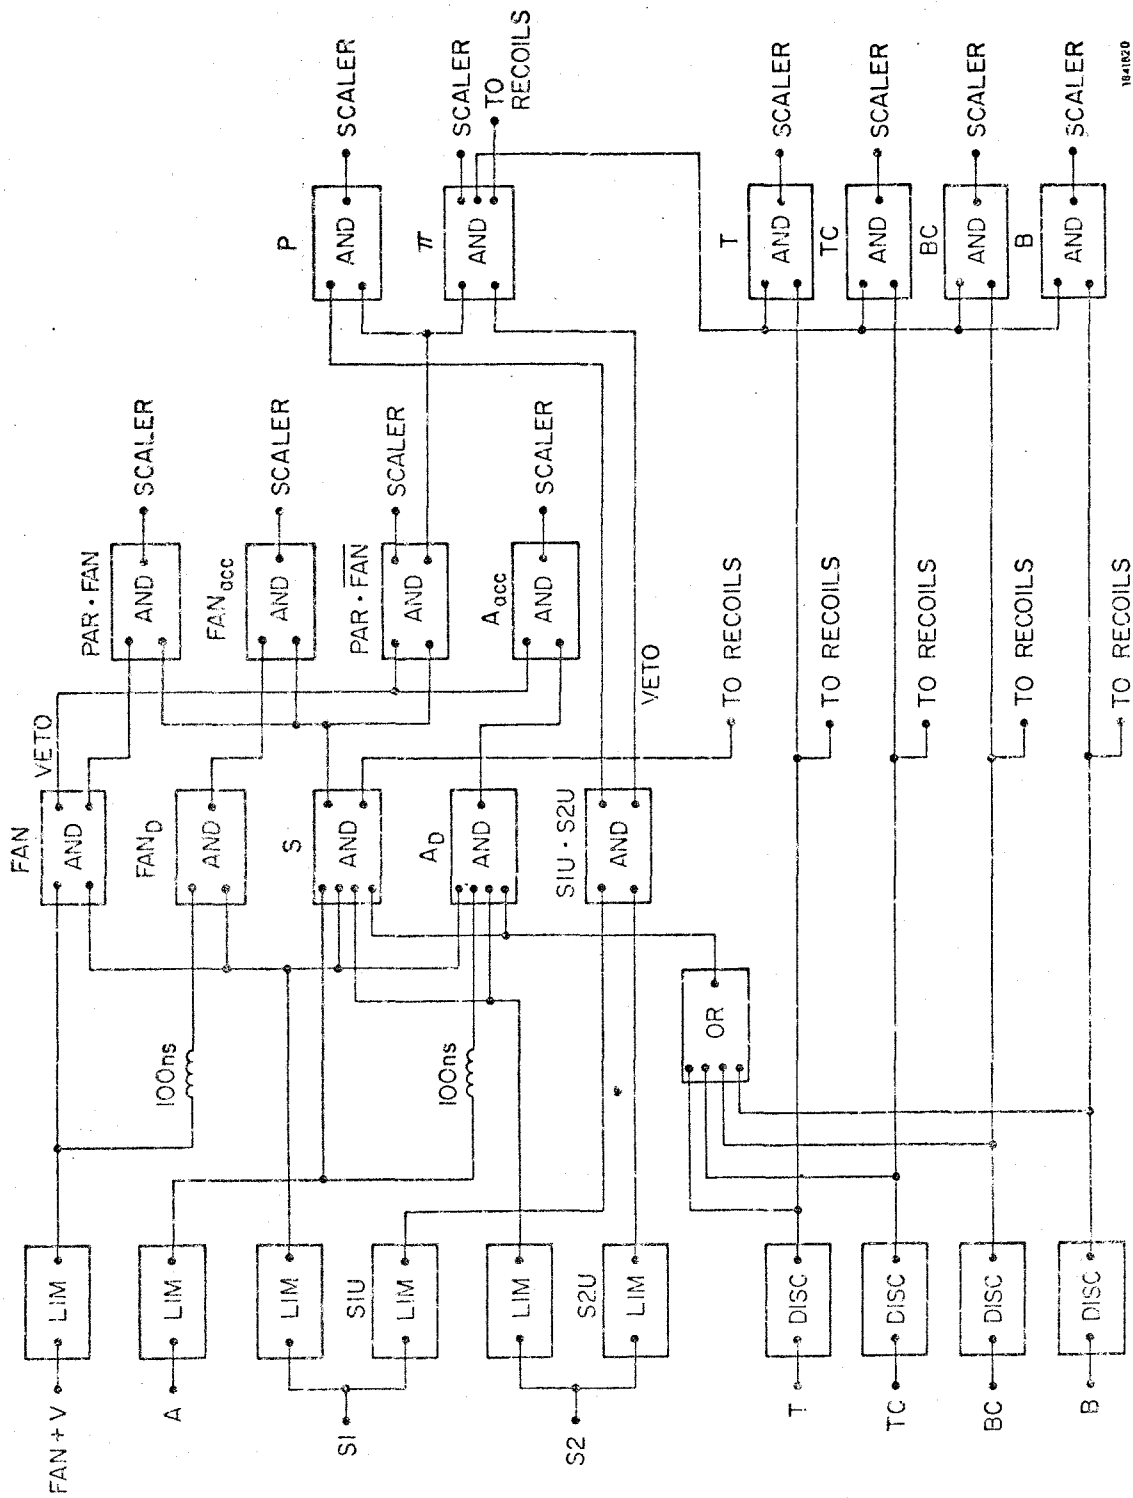 FAN + V
LIM
A
LIM
S1
LIM
S1U
LIM
S2
LIM
S2U
LIM
T
DISC
TC
DISC
BC
DISC
B
DISC
100ns
100ns
OR
FAN
AND
VETO
FAN_D
AND
S
AND
A_D
AND
S1U · S2U
AND
VETO
PAR · FAN
AND
SCALER
FAN_acc
AND
SCALER
PAR · F̅A̅N̅
AND
SCALER
A_acc
AND
SCALER
TO RECOILS
TO RECOILS
TO RECOILS
TO RECOILS
TO RECOILS
P
AND
SCALER
π
AND
SCALER
TO
RECOILS
T
AND
SCALER
TC
AND
SCALER
BC
AND
SCALER
B
AND
SCALER
1841820